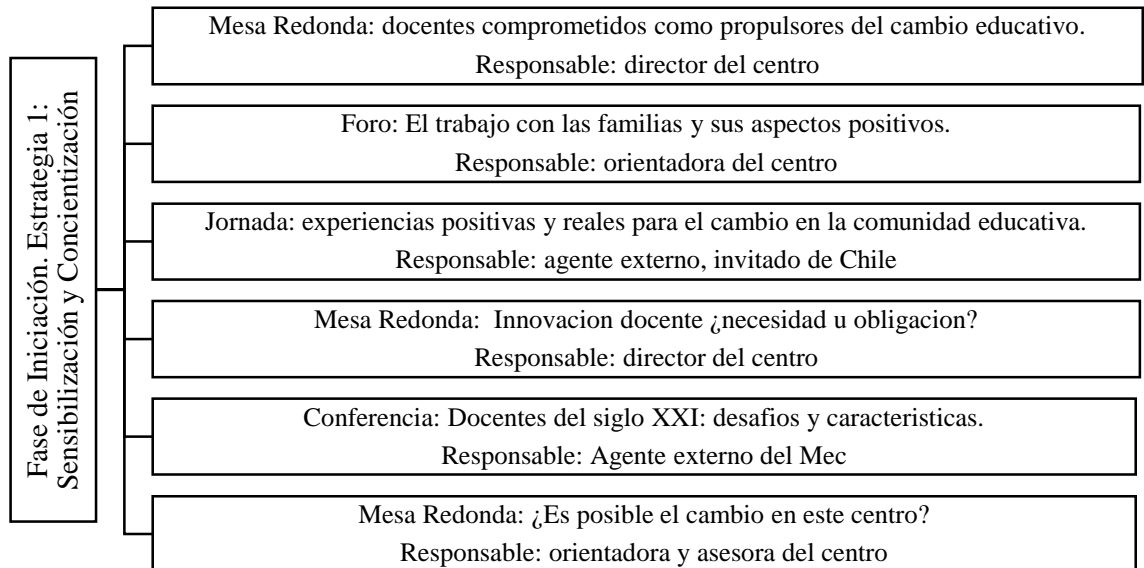 Fase de Iniciación. Estrategia 1:
Sensibilización y Concientización
Mesa Redonda: docentes comprometidos como propulsores del cambio educativo.
Responsable: director del centro
Foro: El trabajo con las familias y sus aspectos positivos.
Responsable: orientadora del centro
Jornada: experiencias positivas y reales para el cambio en la comunidad educativa.
Responsable: agente externo, invitado de Chile
Mesa Redonda:  Innovacion docente ¿necesidad u obligacion?
Responsable: director del centro
Conferencia: Docentes del siglo XXI: desafios y caracteristicas.
Responsable: Agente externo del Mec
Mesa Redonda: ¿Es posible el cambio en este centro?
Responsable: orientadora y asesora del centro